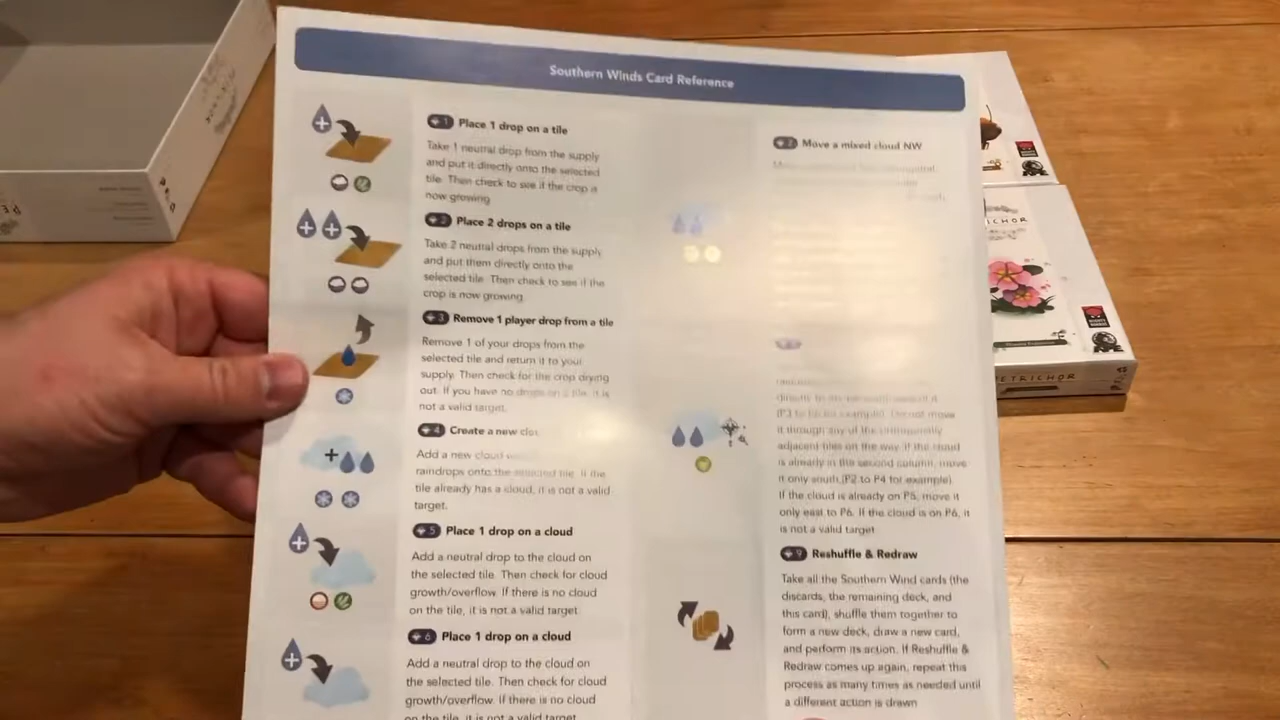 Southern Winds Card Reference
1 Place 1 drop on a tile
Take 1 neutral drop from the supply
and put it directly onto the selected
tile. Then check to see if the crop is
now growing
2 Place 2 drops on a tile
Take 2 neutral drops from the supply
and put them directly onto the
selected tile. Then check to see if the
crop is now growing
3 Remove 1 player drop from a tile
Remove 1 of your drops from the
selected tile and return it to your
supply. Then check for the crop drying
out. If you have no drops on a tile, it is
not a valid target.
4 Create a new
Add a new cloud
raindrops onto the selected tile. If the
tile already has a cloud, it is not a valid
target.
5 Place 1 drop on a cloud
Add a neutral drop to the cloud on
the selected tile. Then check for cloud
growth/overflow. If there is no cloud
on the tile, it is not a valid target
6 Place 1 drop on a cloud
Add a neutral drop to the cloud on
the selected tile. Then check for cloud
growth/overflow. If there is no cloud
on the tile, it is not a valid target
Move a mixed cloud NW
(P3 to for example). Do not move
it through any of the orthogonally
adjacent tiles on the way. If the cloud
is already in the second column, move
it only south (P2 to P4 for example)
If the cloud is already on P5, move it
only east to P6. If the cloud is on P6, it
is not a valid target
9 Reshuffle & Redraw
Take all the Southern Wind cards (the
discards, the remaining deck, and
this card), shuffle them together to
form a new deck, draw a new card,
and perform its action. If Reshuffle &
Redraw comes up again, repeat this
process as many times as needed until
a different action is drawn